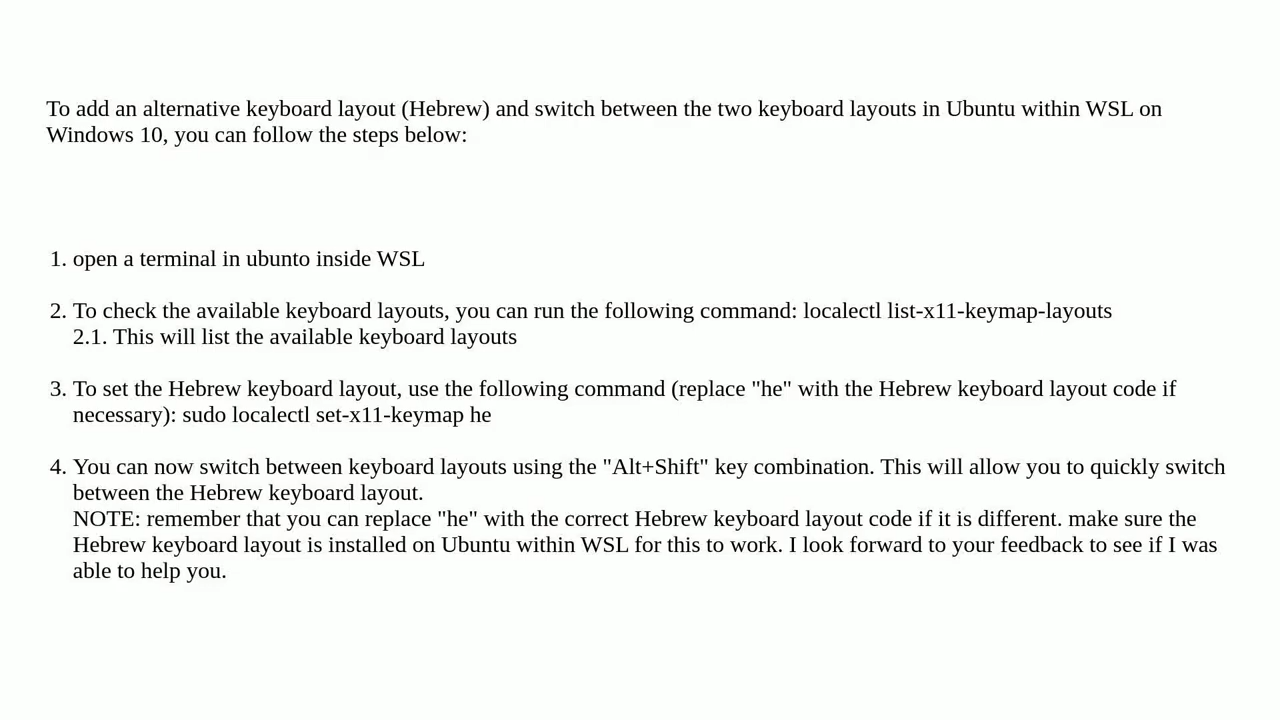 To add an alternative keyboard layout (Hebrew) and switch between the two keyboard layouts in Ubuntu within WSL on
Windows 10, you can follow the steps below:
1. open a terminal in ubunto inside WSL
2. To check the available keyboard layouts, you can run the following command: localectl list-x11-keymap-layouts
2.1. This will list the available keyboard layouts
3. To set the Hebrew keyboard layout, use the following command (replace "he" with the Hebrew keyboard layout code if
necessary): sudo localectl set-x11-keymap he
4. You can now switch between keyboard layouts using the "Alt+Shift" key combination. This will allow you to quickly switch
between the Hebrew keyboard layout.
NOTE: remember that you can replace "he" with the correct Hebrew keyboard layout code if it is different. make sure the
Hebrew keyboard layout is installed on Ubuntu within WSL for this to work. I look forward to your feedback to see if I was
able to help you.